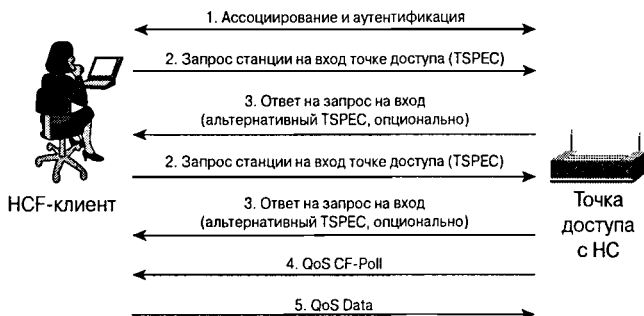 1. Ассоциирование и аутентификация
2. Запрос станции на вход точке доступа (TSPEC)
3. Ответ на запрос на вход
(альтернативный TSPEC, опционально)
2. Запрос станции на вход точке доступа (TSPEC)
3. Ответ на запрос на вход
(альтернативный TSPEC, опционально)
4. QoS CF-Poll
5. QoS Data
HCF-клиент
Точка
доступа
с HC